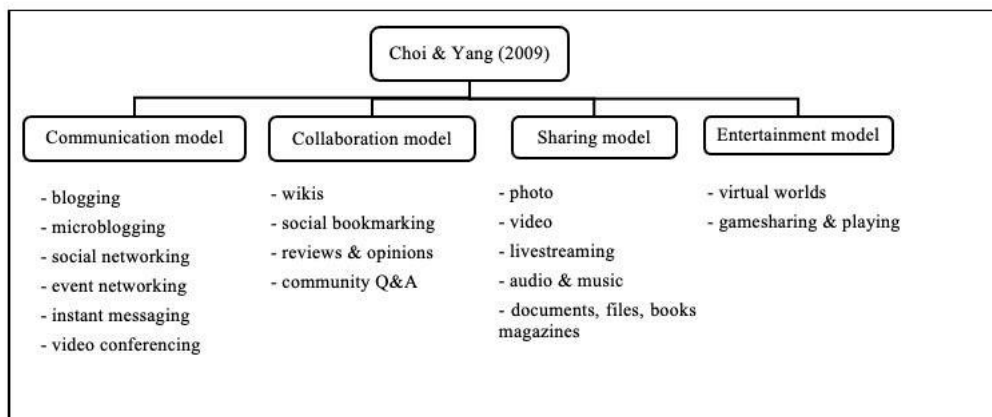 Choi & Yang (2009)
Communication model
- blogging
- microblogging
- social networking
- event networking
- instant messaging
- video conferencing
Collaboration model
- wikis
- social bookmarking
- reviews & opinions
- community Q&A
Sharing model
- photo
- video
- livestreaming
- audio & music
- documents, files, books
magazines
Entertainment model
- virtual worlds
- gamesharing & playing